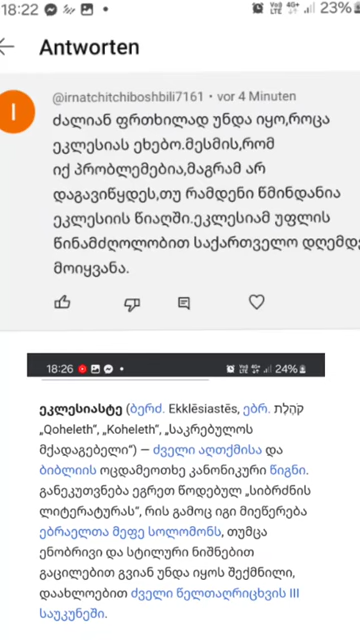 18:22 23%
Antworten
I
@irnatchitchiboshbili7161 • vor 4 Minuten
ძალიან ფრთხილად უნდა იყო,როცა
ეკლესიას ეხებო.მესმის,რომ
იქ პრობლემებია,მაგრამ არ
დაგავიწყდეს,თუ რამდენი წმინდანია
ეკლესიის წიაღში.ეკლესიამ უფლის
წინამძღოლობით საქართველო დღემდე
მოიყვანა.
18:26 24%
ეკლესიასტე (ბერძ. Ekklēsiastēs, ებრ. קֹהֶלֶת
„Qoheleth“, „Koheleth“, „საკრებულოს
მქადაგებელი“) — ძველი აღთქმისა და
ბიბლიის ოცდამეოთხე კანონიკური წიგნი.
განეკუთვნება ეგრეთ წოდებულ „სიბრძნის
ლიტერატურას“, რის გამოც იგი მიეწერება
ებრაელთა მეფე სოლომონს, თუმცა
ენობრივი და სტილური ნიშნებით
გაცილებით გვიან უნდა იყოს შექმნილი,
დაახლოებით ძველი წელთაღრიცხვის III
საუკუნეში.